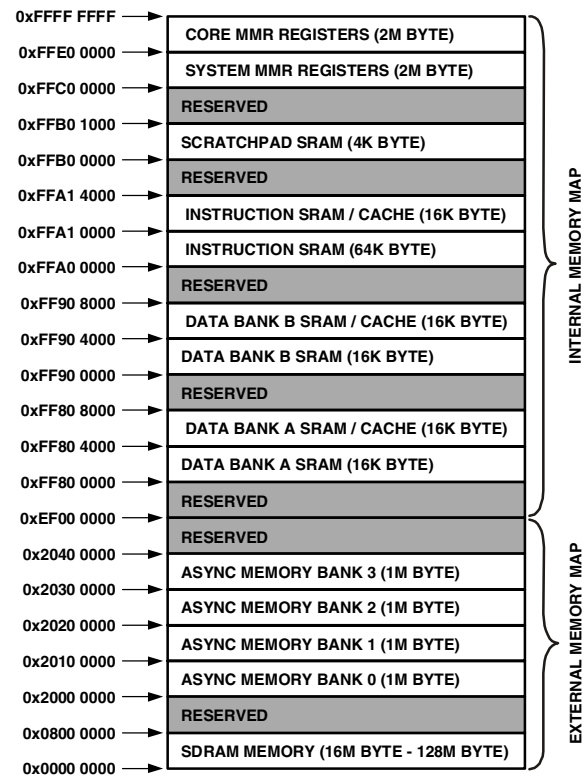 0xFFFF FFFF
CORE MMR REGISTERS (2M BYTE)
0xFFE0 0000
SYSTEM MMR REGISTERS (2M BYTE)
0xFFC0 0000
RESERVED
0xFFB0 1000
SCRATCHPAD SRAM (4K BYTE)
0xFFB0 0000
RESERVED
0xFFA1 4000
INSTRUCTION SRAM / CACHE (16K BYTE)
0xFFA1 0000
INSTRUCTION SRAM (64K BYTE)
0xFFA0 0000
RESERVED
0xFF90 8000
DATA BANK B SRAM / CACHE (16K BYTE)
0xFF90 4000
DATA BANK B SRAM (16K BYTE)
0xFF90 0000
RESERVED
0xFF80 8000
DATA BANK A SRAM / CACHE (16K BYTE)
0xFF80 4000
DATA BANK A SRAM (16K BYTE)
0xFF80 0000
RESERVED
0xEF00 0000
RESERVED
0x2040 0000
ASYNC MEMORY BANK 3 (1M BYTE)
0x2030 0000
ASYNC MEMORY BANK 2 (1M BYTE)
0x2020 0000
ASYNC MEMORY BANK 1 (1M BYTE)
0x2010 0000
ASYNC MEMORY BANK 0 (1M BYTE)
0x2000 0000
RESERVED
0x0800 0000
SDRAM MEMORY (16M BYTE - 128M BYTE)
0x0000 0000
INTERNAL MEMORY MAP
EXTERNAL MEMORY MAP